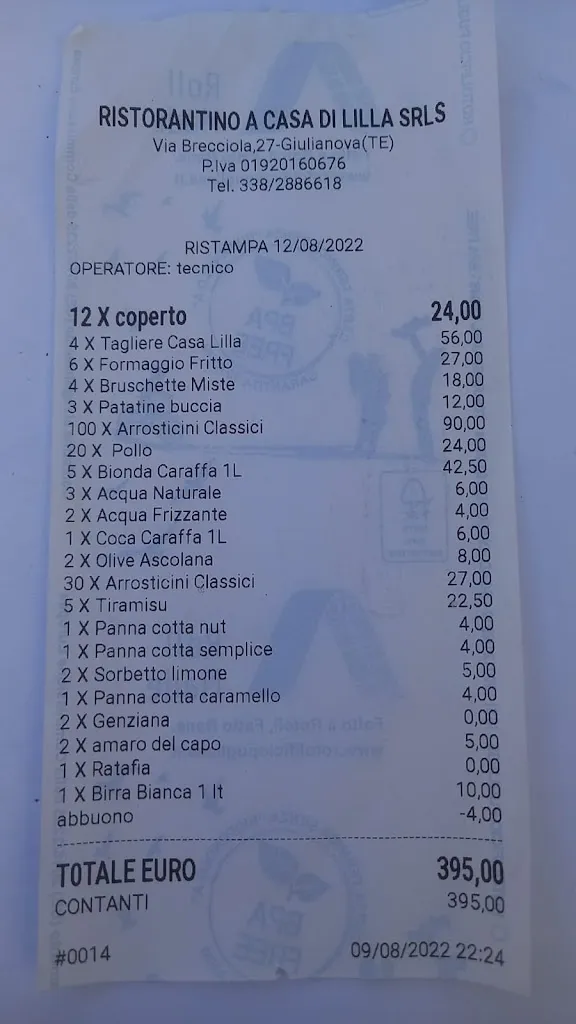 RISTORANTINO A CASA DI LILLA SRLS
Via Brecciola,27-Giulianova(TE)
P.Iva 01920160676
Tel. 338/2886618
RISTAMPA 12/08/2022
OPERATORE: tecnico
12 X coperto 24,00
4 X Tagliere Casa Lilla 56,00
6 X Formaggio Fritto 27,00
4 X Bruschette Miste 18,00
3 X Patatine buccia 12,00
100 X Arrosticini Classici 90,00
20 X Pollo 24,00
5 X Bionda Caraffa 1L 42,50
3 X Acqua Naturale 6,00
2 X Acqua Frizzante 4,00
1 X Coca Caraffa 1L 6,00
2 X Olive Ascolana 8,00
30 X Arrosticini Classici 27,00
5 X Tiramisu 22,50
1 X Panna cotta nut 4,00
1 X Panna cotta semplice 4,00
2 X Sorbetto limone 5,00
1 X Panna cotta caramello 4,00
2 X Genziana 0,00
2 X amaro del capo 5,00
1 X Ratafia 0,00
1 X Birra Bianca 1 lt 10,00
abbuono -4,00
TOTALE EURO 395,00
CONTANTI 395,00
#0014 09/08/2022 22:24